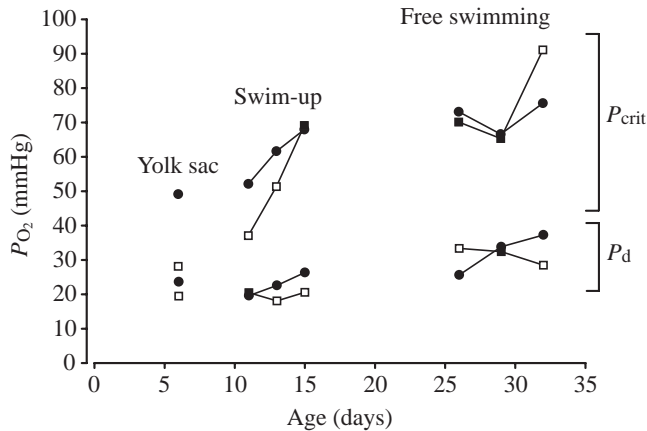 Free swimming
Swim-up
Yolk sac
Pcrit
Pd
PO2 (mmHg)
100
90
80
70
60
50
40
30
20
10
0
0 5 10 15 20 25 30 35
Age (days)